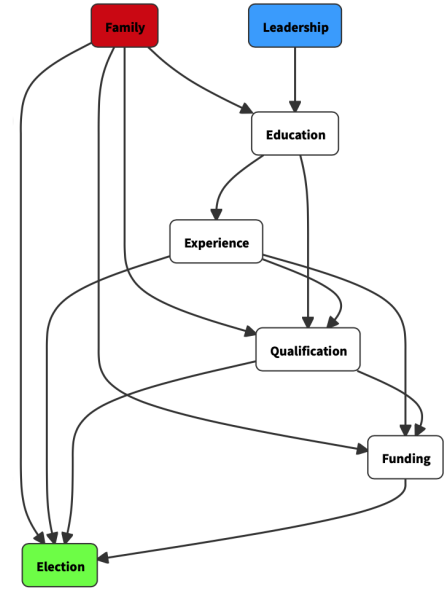 Family
Leadership
Education
Experience
Qualification
Funding
Election